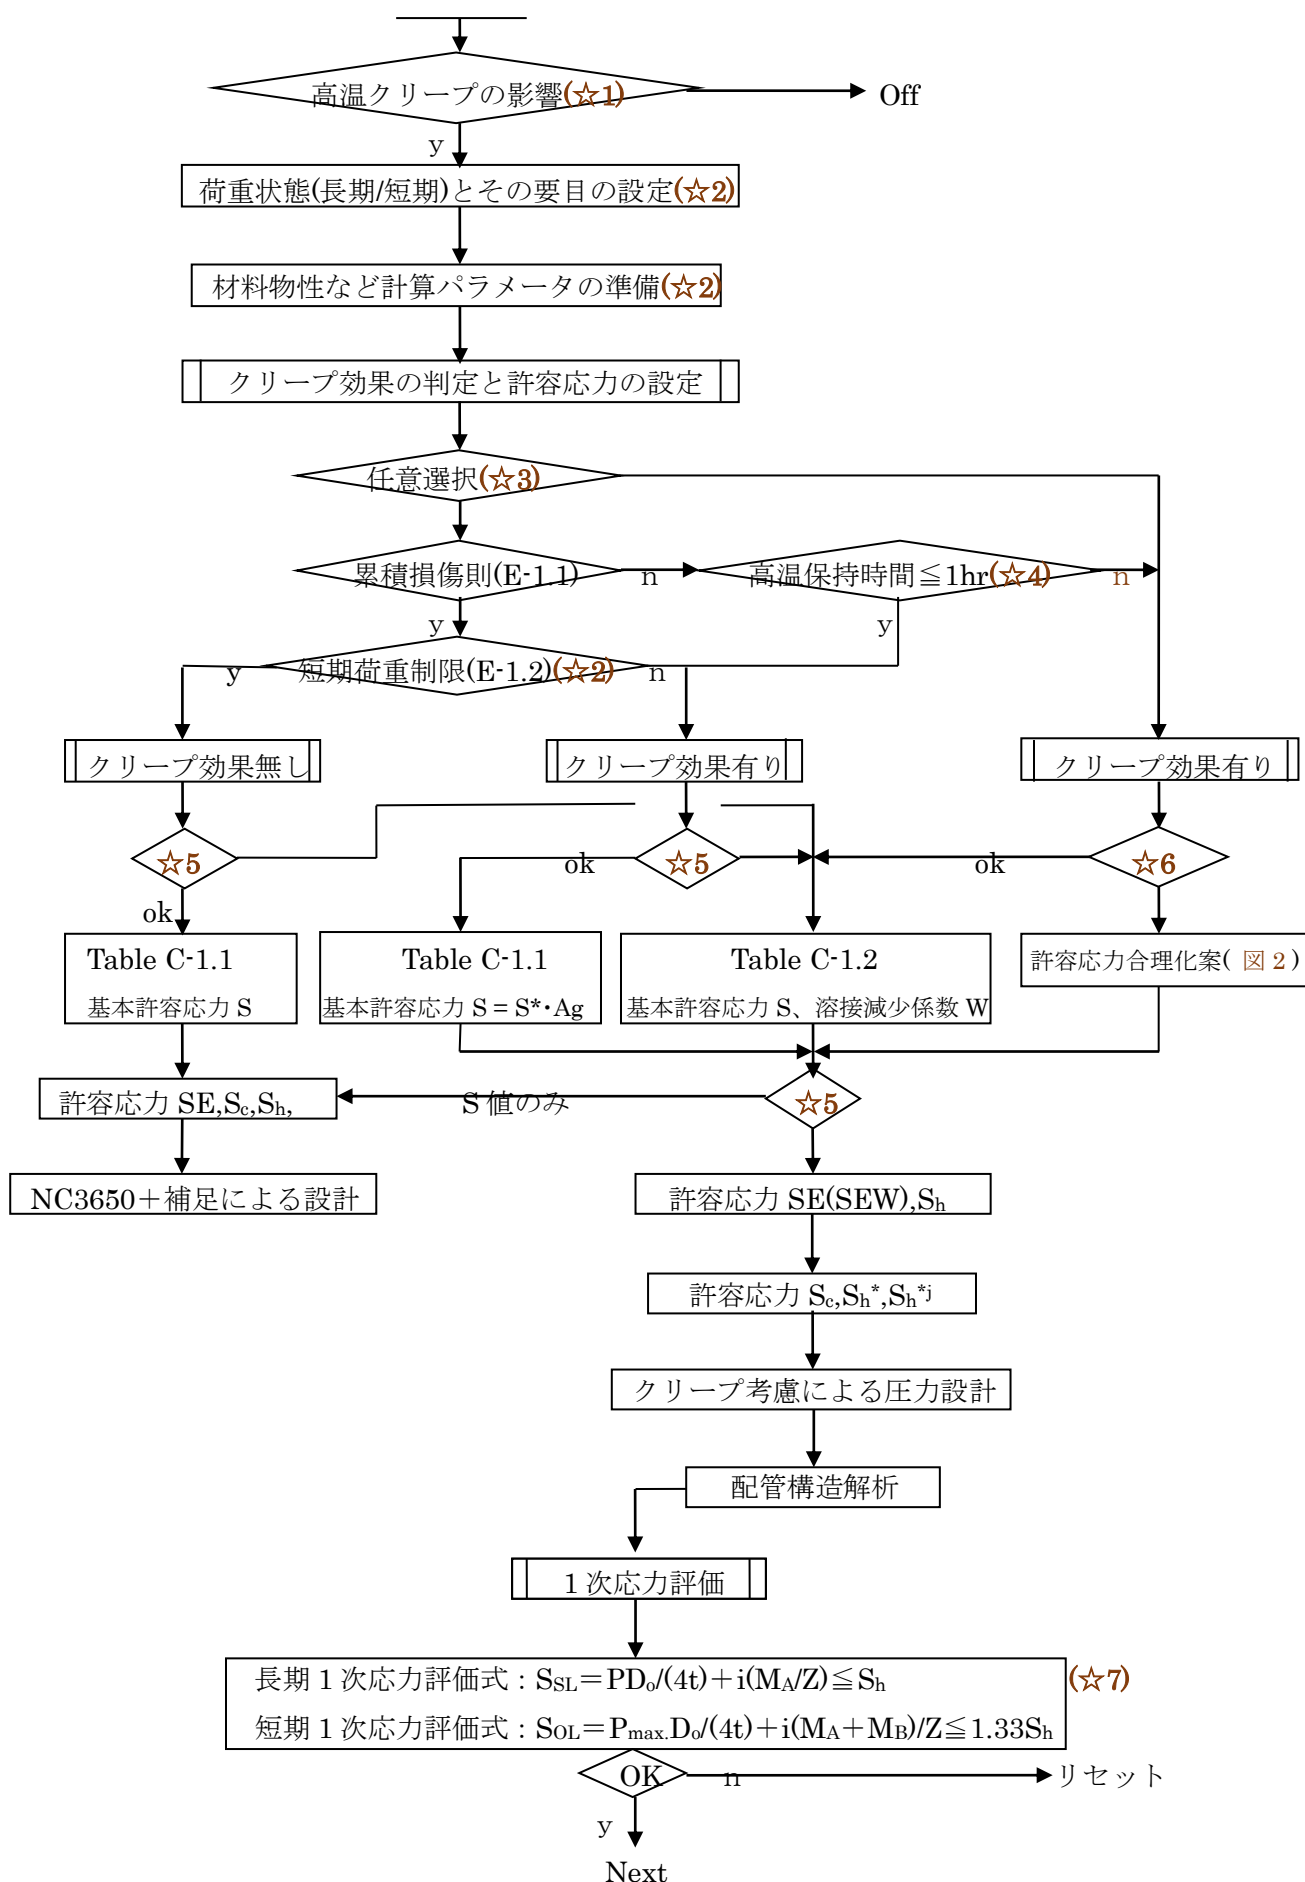 高温クリープの影響(☆1)
Off
y
荷重状態(長期/短期)とその要目の設定(☆2)
材料物性など計算パラメータの準備(☆2)
クリープ効果の判定と許容応力の設定
任意選択(☆3)
累積損傷則(E-1.1)
n
高温保持時間≦1hr(☆4)
n
y
y
y
短期荷重制限(E-1.2)(☆2)
n
クリープ効果無し
クリープ効果有り
クリープ効果有り
☆5
ok
☆5
ok
☆6
ok
Table C-1.1
基本許容応力 S
Table C-1.1
基本許容応力 S = S*・Ag
Table C-1.2
基本許容応力 S、溶接減少係数 W
許容応力合理化案( 図 2 )
許容応力 SE,Sc,Sh,
S 値のみ
☆5
NC3650＋補足による設計
許容応力 SE(SEW),Sh
許容応力 Sc,Sh*,Sh*j
クリープ考慮による圧力設計
配管構造解析
1 次応力評価
長期 1 次応力評価式：SSL＝PDo/(4t)＋i(MA/Z)≦Sh
(☆7)
短期 1 次応力評価式：SOL＝Pmax.Do/(4t)＋i(MA＋MB)/Z≦1.33Sh
OK
n
リセット
y
Next